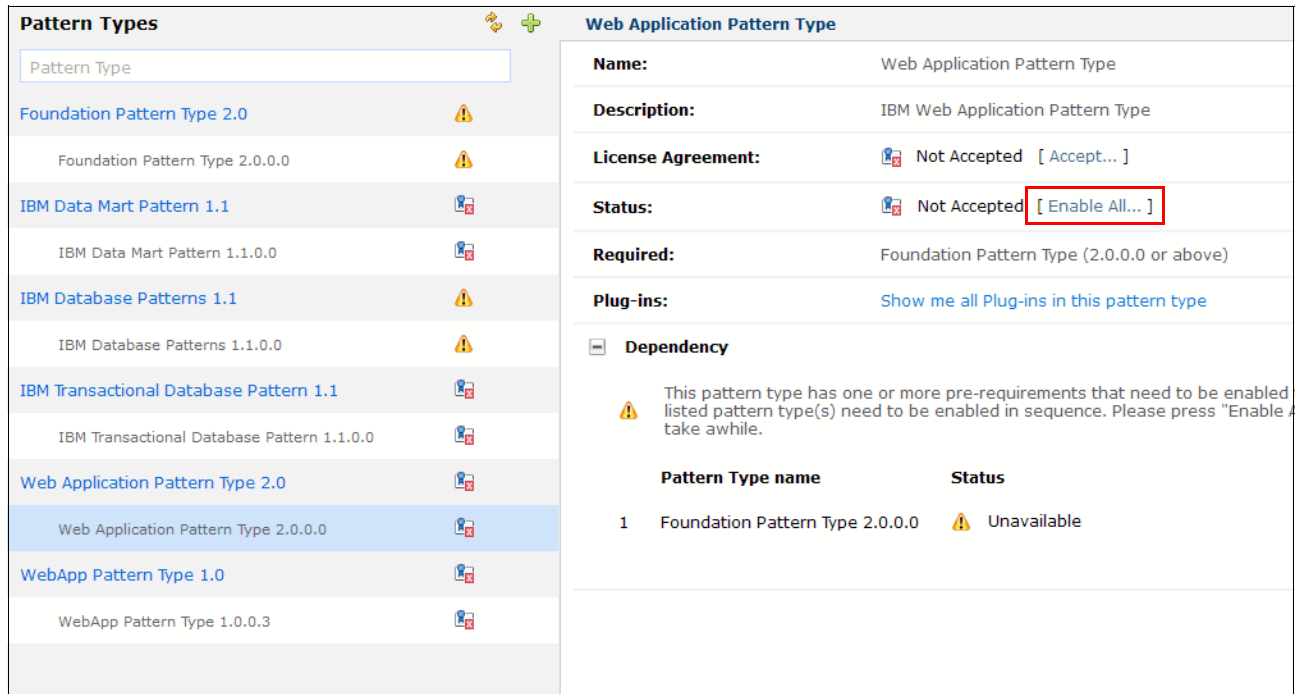 Pattern Types
Pattern Type
Foundation Pattern Type 2.0
Foundation Pattern Type 2.0.0.0
IBM Data Mart Pattern 1.1
IBM Data Mart Pattern 1.1.0.0
IBM Database Patterns 1.1
IBM Database Patterns 1.1.0.0
IBM Transactional Database Pattern 1.1
IBM Transactional Database Pattern 1.1.0.0
Web Application Pattern Type 2.0
Web Application Pattern Type 2.0.0.0
WebApp Pattern Type 1.0
WebApp Pattern Type 1.0.0.3
Web Application Pattern Type
Name: Web Application Pattern Type
Description: IBM Web Application Pattern Type
License Agreement: Not Accepted [ Accept... ]
Status: Not Accepted [ Enable All... ]
Required: Foundation Pattern Type (2.0.0.0 or above)
Plug-ins: Show me all Plug-ins in this pattern type
Dependency
This pattern type has one or more pre-requirements that need to be enabled
listed pattern type(s) need to be enabled in sequence. Please press "Enable
take awhile.
Pattern Type name Status
1 Foundation Pattern Type 2.0.0.0 Unavailable